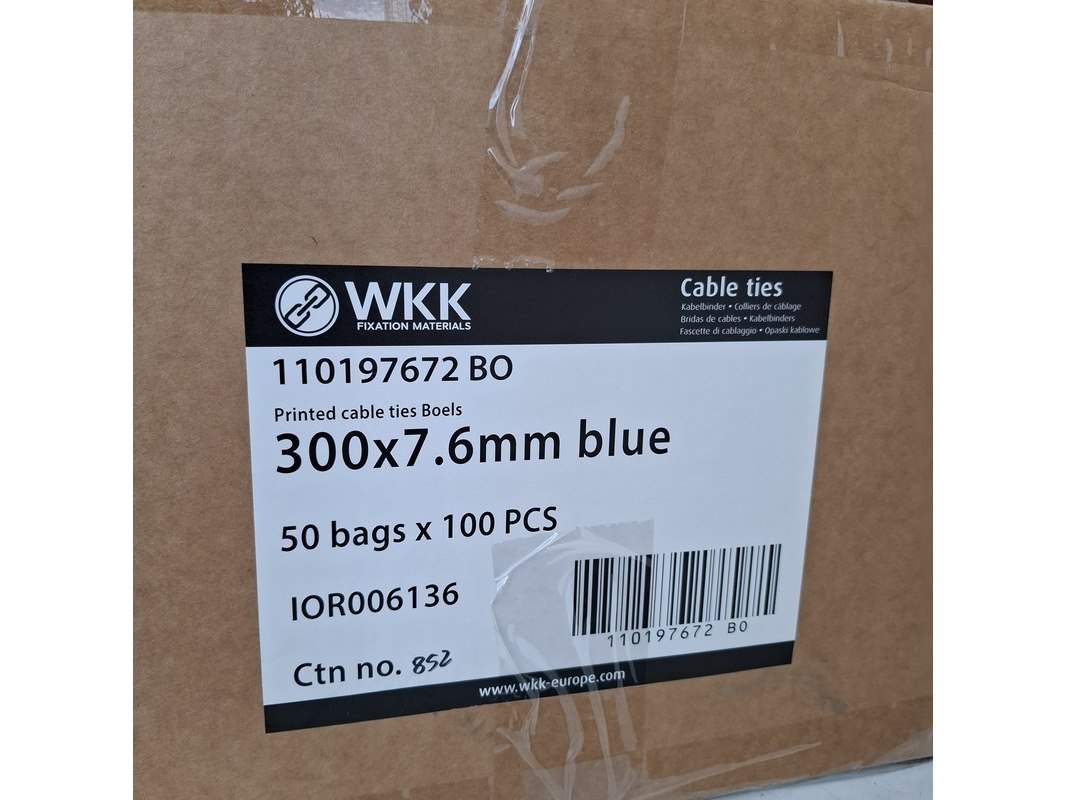 WKK
FIXATION MATERIALS
Cable ties
Kabelbinder • Colliers de câblage
Bridas de cables • Kabelbinders
Fascette di cablaggio • Opaski kablowe
110197672 BO
Printed cable ties Boels
300x7.6mm blue
50 bags x 100 PCS
IOR006136
110197672 BO
Ctn no. 852
www.wkk-europe.com